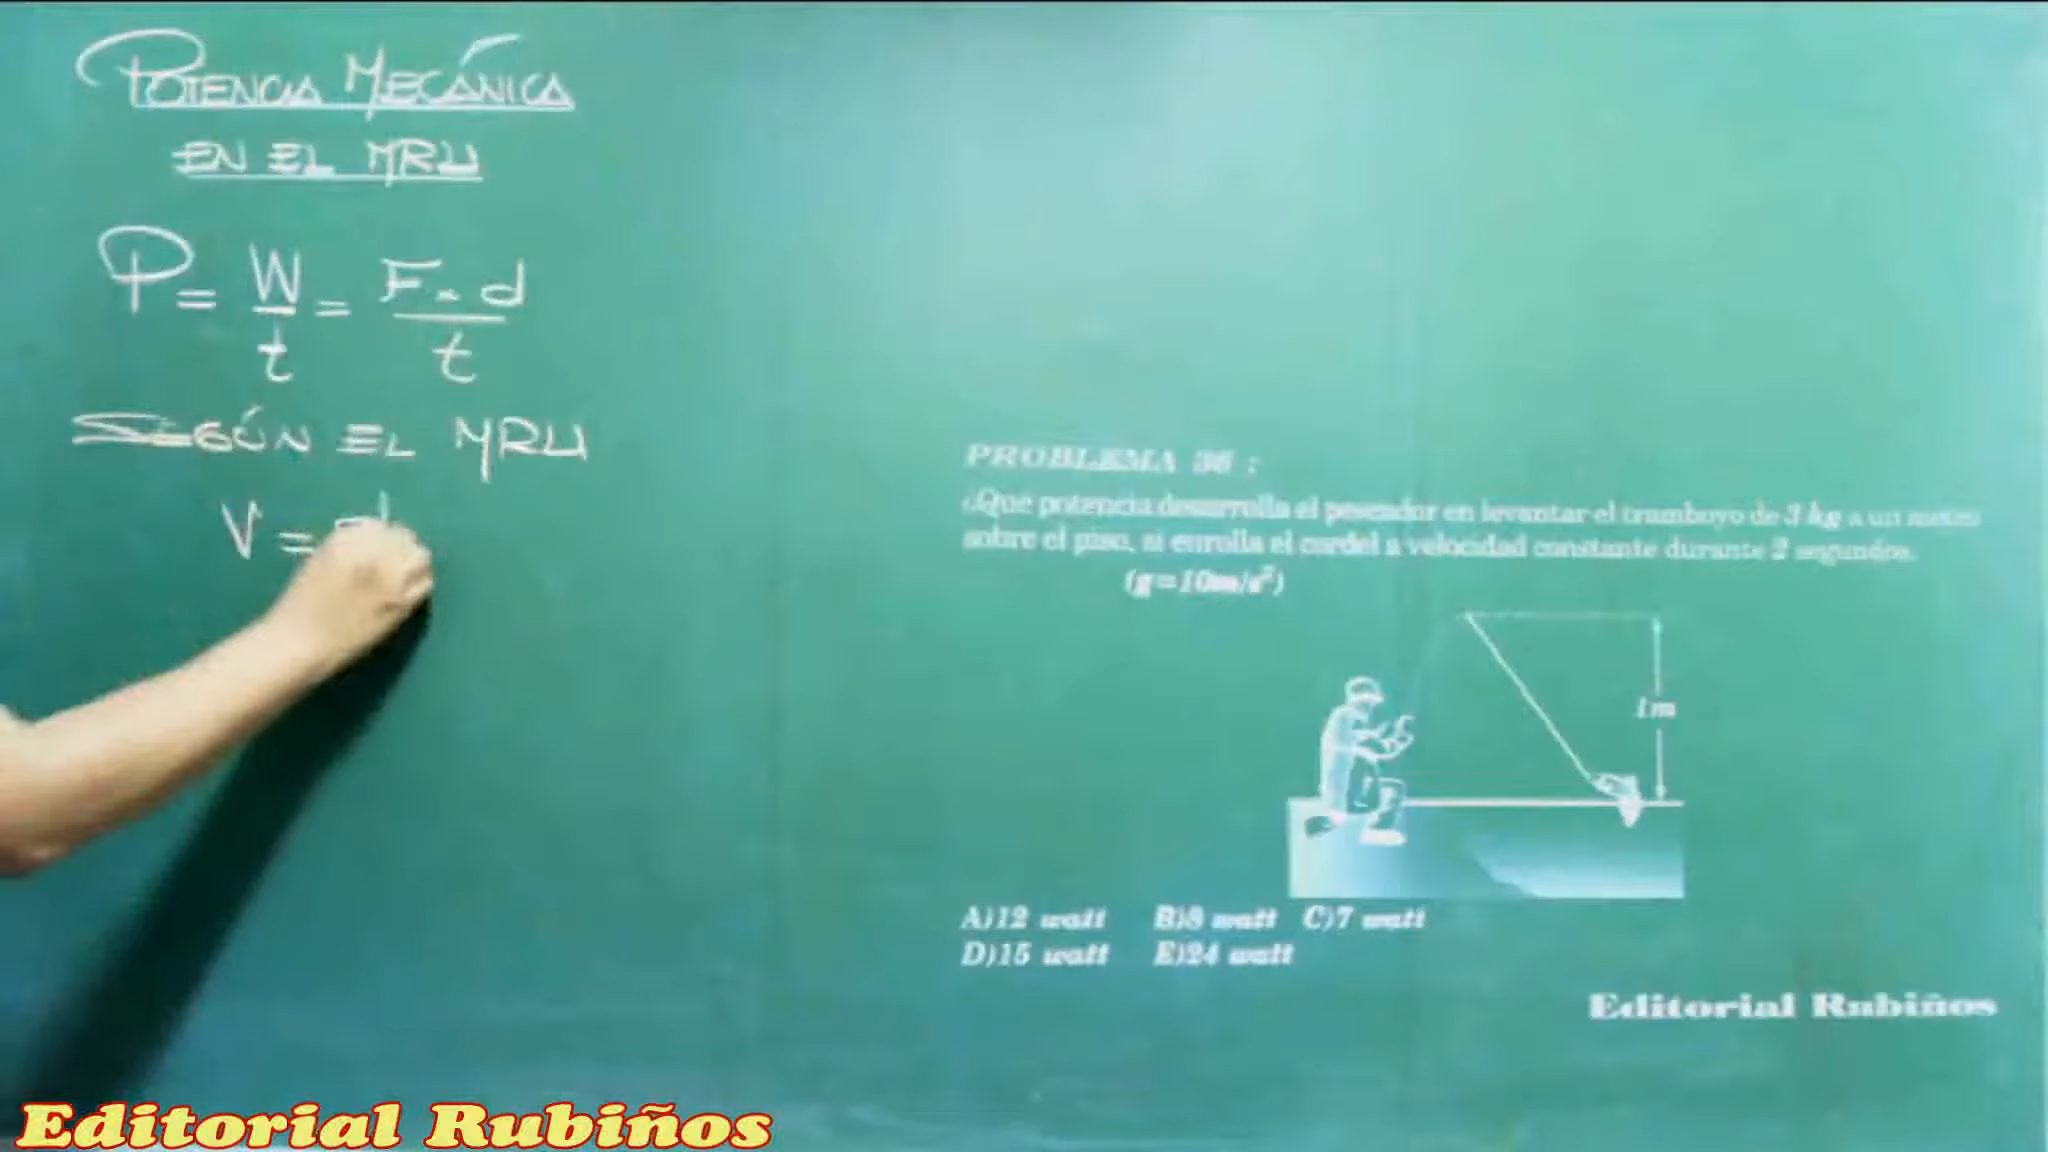 POTENCIA MECÁNICA
EN EL MRU
P = W/t = F . d/t
SEGÚN EL MRU
V = d
PROBLEMA 36 :
¿Que potencia desarrolla el pescador en levantar el tramboyo de 3 kg a un metro
sobre el piso, si enrolla el cordel a velocidad constante durante 2 segundos.
(g=10m/s²)
1m
A)12 watt B)8 watt C)7 watt
D)15 watt E)24 watt
Editorial Rubiños
Editorial Rubiños